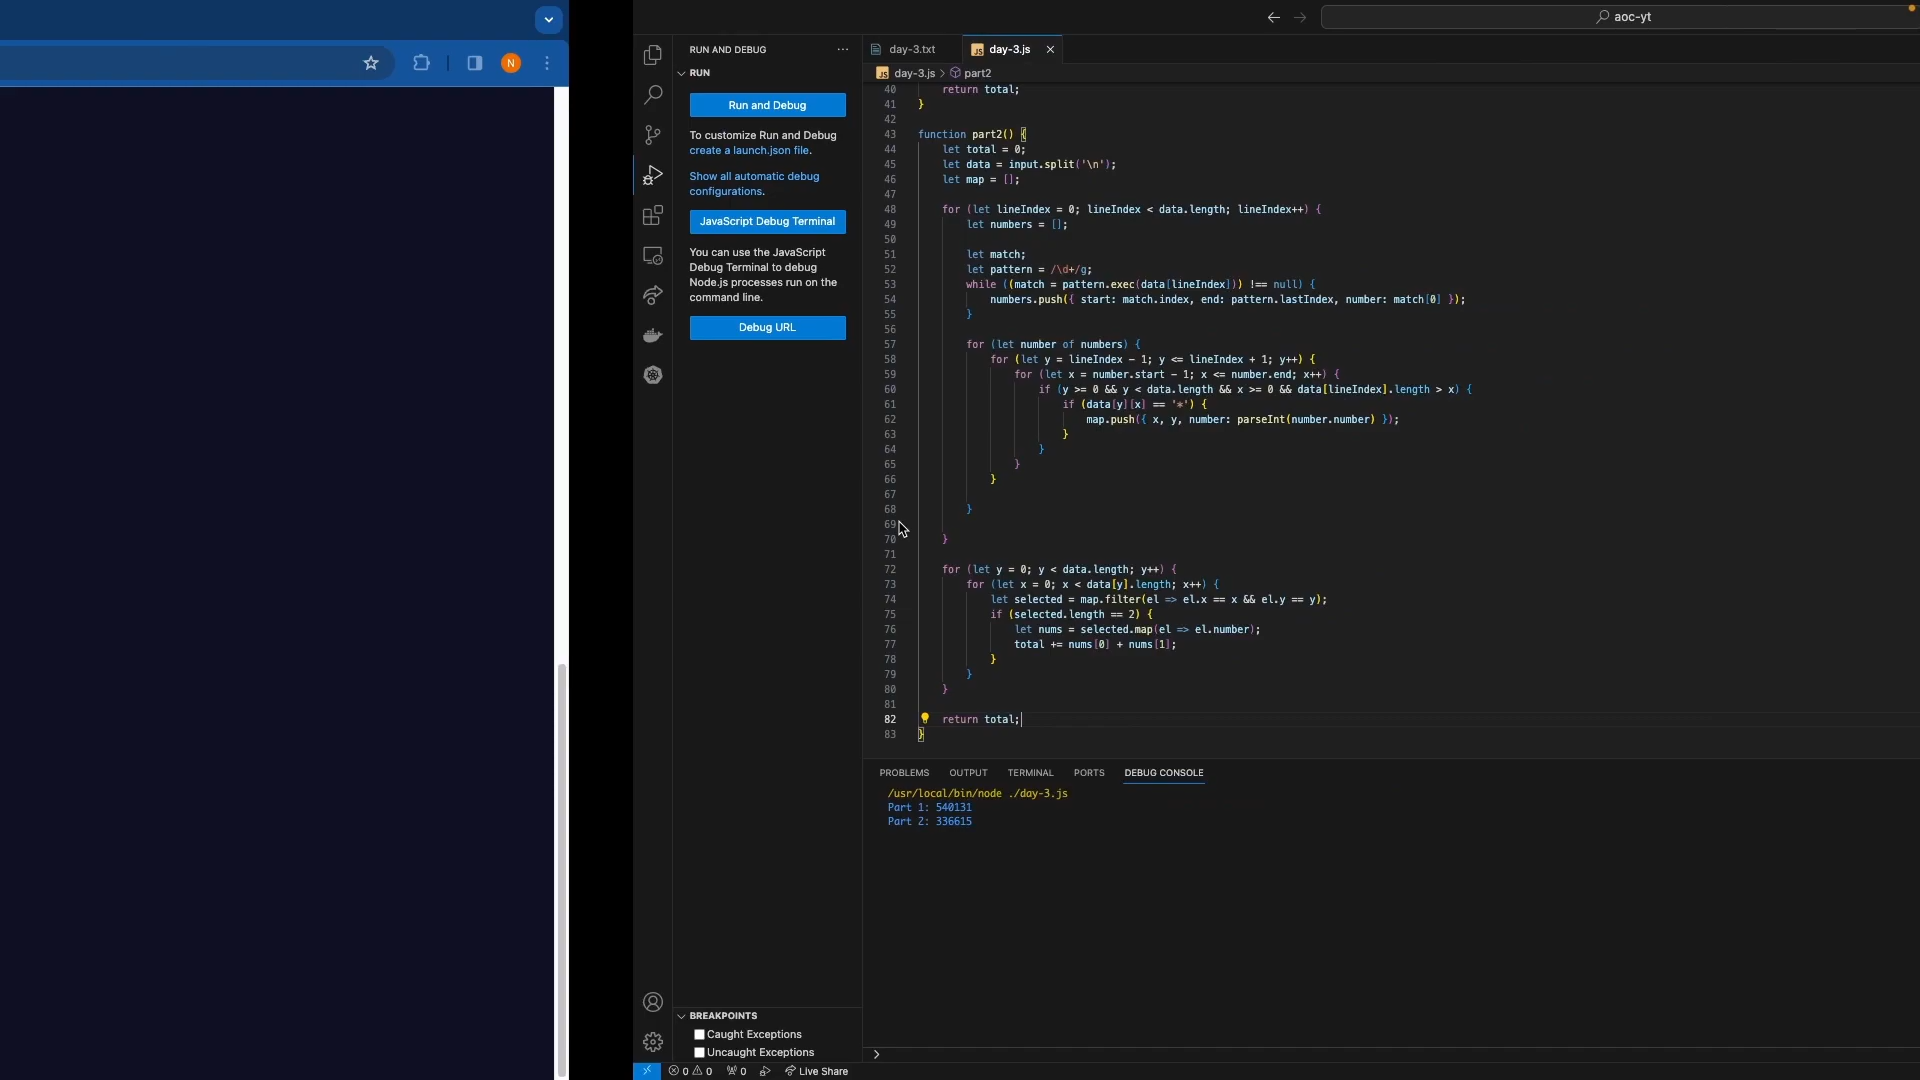 N
aoc-yt
RUN AND DEBUG
RUN
Run and Debug
To customize Run and Debug
create a launch.json file.
Show all automatic debug
configurations.
JavaScript Debug Terminal
You can use the JavaScript
Debug Terminal to debug
Node.js processes run on the
command line.
Debug URL
day-3.txt
JS day-3.js
JS day-3.js > part2
40 return total;
41 }
42
43 function part2() {
44 let total = 0;
45 let data = input.split('\n');
46 let map = [];
47
48 for (let lineIndex = 0; lineIndex < data.length; lineIndex++) {
49 let numbers = [];
50
51 let match;
52 let pattern = /\d+/g;
53 while ((match = pattern.exec(data[lineIndex])) !== null) {
54 numbers.push({ start: match.index, end: pattern.lastIndex, number: match[0] });
55 }
56
57 for (let number of numbers) {
58 for (let y = lineIndex - 1; y <= lineIndex + 1; y++) {
59 for (let x = number.start - 1; x <= number.end; x++) {
60 if (y >= 0 && y < data.length && x >= 0 && data[lineIndex].length > x) {
61 if (data[y][x] == '*') {
62 map.push({ x, y, number: parseInt(number.number) });
63 }
64 }
65 }
66 }
67
68 }
69
70 }
71
72 for (let y = 0; y < data.length; y++) {
73 for (let x = 0; x < data[y].length; x++) {
74 let selected = map.filter(el => el.x == x && el.y == y);
75 if (selected.length == 2) {
76 let nums = selected.map(el => el.number);
77 total += nums[0] + nums[1];
78 }
79 }
80 }
81
82 return total;
83 }
PROBLEMS OUTPUT TERMINAL PORTS DEBUG CONSOLE
/usr/local/bin/node ./day-3.js
Part 1: 540131
Part 2: 336615
BREAKPOINTS
Caught Exceptions
Uncaught Exceptions
0 0 0 Live Share